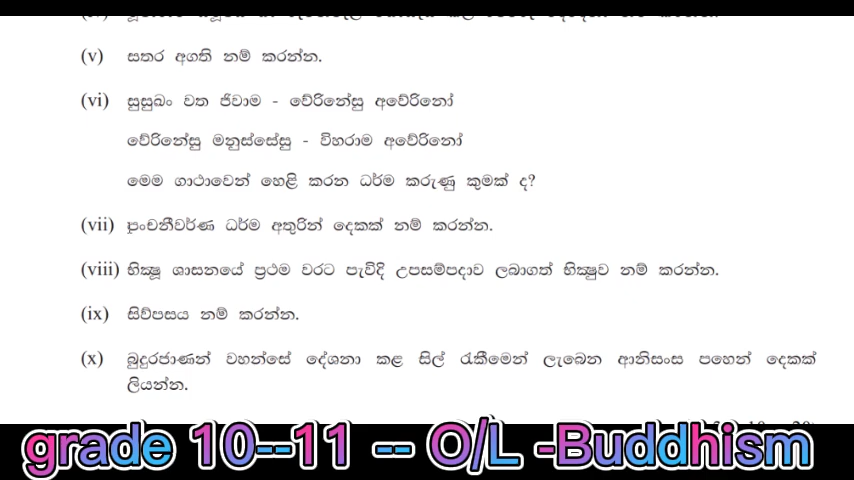 (v) සතර අගති නම් කරන්න.
(vi) සුසුඛං වත ජිවාම - වේරිනේසු අවේරිනෝ
වේරිනේසු මනුස්සේසු - විහරාම අවේරිනෝ
මෙම ගාථාවෙන් හෙළි කරන ධර්ම කරුණු කුමක් ද?
(vii) පංචනීවර්ණ ධර්ම අතුරින් දෙකක් නම් කරන්න.
(viii) භික්ෂූ ශාසනයේ ප්‍රථම වරට පැවිදි උපසම්පදාව ලබාගත් භික්ෂුව නම් කරන්න.
(ix) සිව්පසය නම් කරන්න.
(x) බුදුරජාණන් වහන්සේ දේශනා කළ සිල් රැකීමෙන් ලැබෙන ආනිසංස පහෙන් දෙකක්
ලියන්න.
grade 10--11 -- O/L -Buddhism